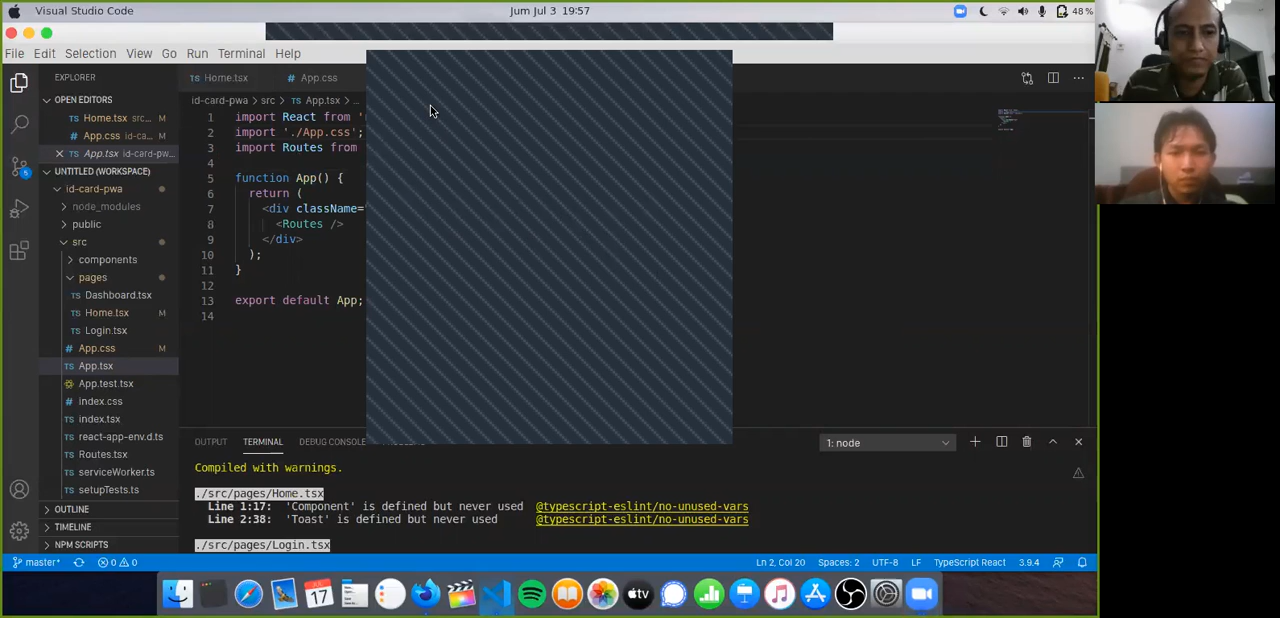 Visual Studio Code
Jum Jul 3 19:57
48 %
File Edit Selection View Go Run Terminal Help
EXPLORER
OPEN EDITORS
Home.tsx src... M
App.css id-ca... M
App.tsx id-card-pw...
UNTITLED (WORKSPACE)
id-card-pwa
node_modules
public
src
components
pages
Dashboard.tsx
Home.tsx M
Login.tsx
App.css M
App.tsx
App.test.tsx
index.css
index.tsx
react-app-env.d.ts
Routes.tsx
serviceWorker.ts
setupTests.ts
OUTLINE
TIMELINE
NPM SCRIPTS
5
Home.tsx
App.css
id-card-pwa > src > App.tsx > ...
1 import React from '
2 import './App.css';
3 import Routes from
4
5 function App() {
6 return (
7 <div className=
8 <Routes />
9 </div>
10 );
11 }
12
13 export default App;
14
OUTPUT TERMINAL DEBUG CONSOLE
1: node
Compiled with warnings.
./src/pages/Home.tsx
Line 1:17: 'Component' is defined but never used @typescript-eslint/no-unused-vars
Line 2:38: 'Toast' is defined but never used @typescript-eslint/no-unused-vars
./src/pages/Login.tsx
master* 0 0
Ln 2, Col 20 Spaces: 2 UTF-8 LF TypeScript React 3.9.4
17
tv